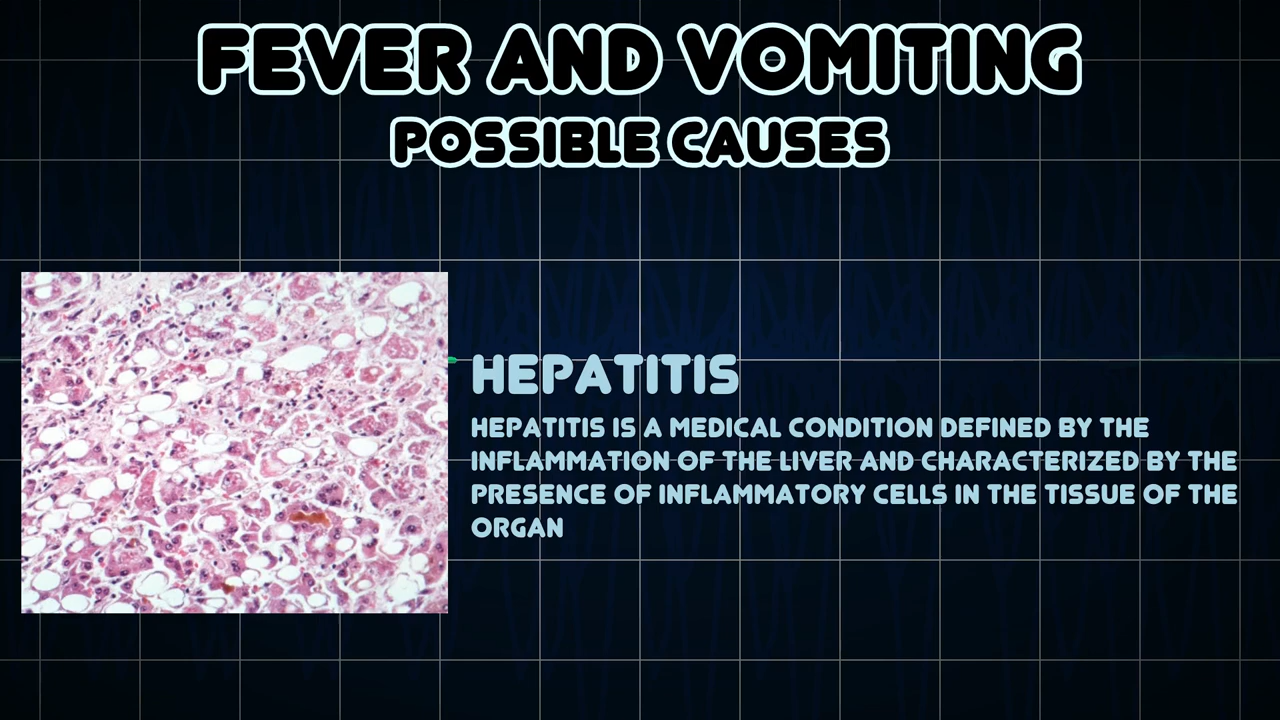 FEVER AND VOMITING
POSSIBLE CAUSES
HEPATITIS
HEPATITIS IS A MEDICAL CONDITION DEFINED BY THE
INFLAMMATION OF THE LIVER AND CHARACTERIZED BY THE
PRESENCE OF INFLAMMATORY CELLS IN THE TISSUE OF THE
ORGAN